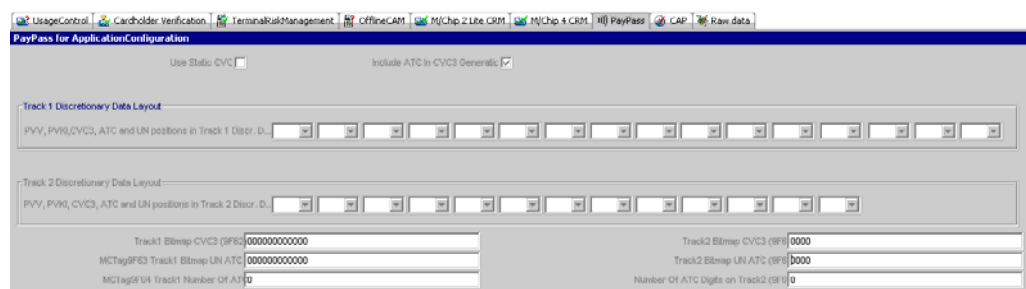 UsageControl Cardholder Verification TerminalRiskManagement OfflineCAM M/Chip 2 Lite CRM M/Chip 4 CRM PayPass CAP Raw data
PayPass for ApplicationConfiguration
Use Static CVC Include ATC in CVC3 Generatic
Track 1 Discretionary Data Layout
PVV, PVKI,CVC3, ATC and UN positions in Track 1 Discr. D...
Track 2 Discretionary Data Layout
PVV, PVKI, CVC3, ATC and UN positions in Track 2 Discr. D...
Track1 Bitmap CVC3 (9F62 000000000000 Track2 Bitmap CVC3 (9F6 0000
MCTag9F63 Track1 Bitmap UN ATC 000000000000 Track2 Bitmap UN ATC (9F6 0000
MCTag9F64 Track1 Number Of ATC 0 Number Of ATC Digits on Track2 (9F6 0